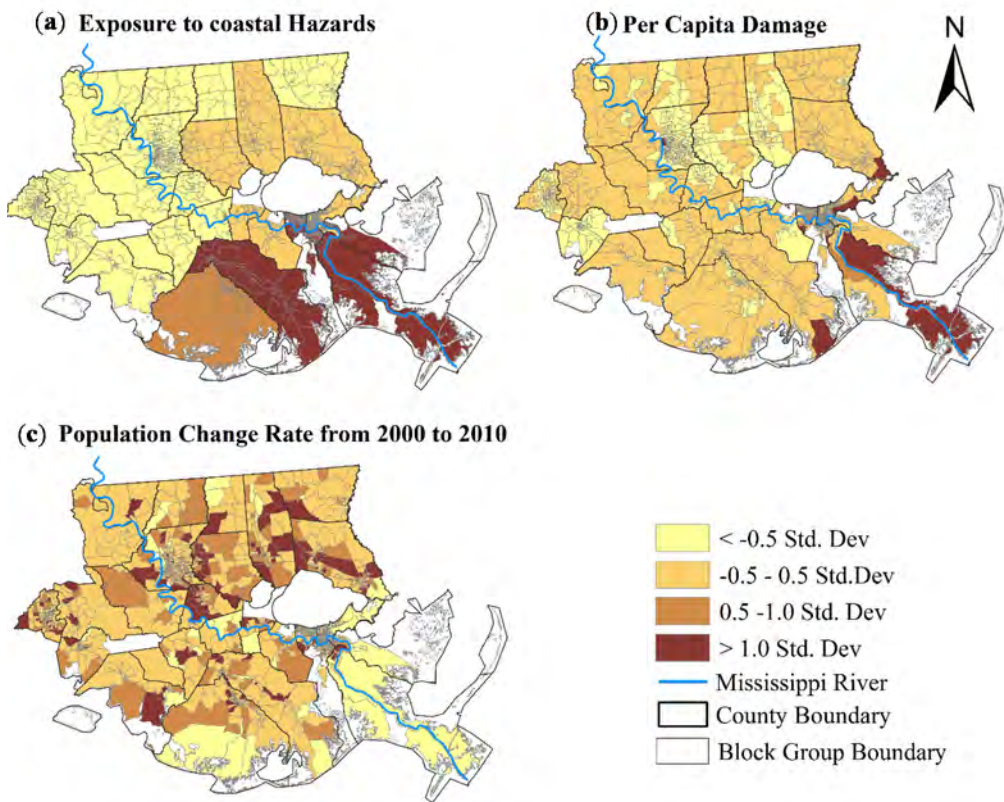 (a) Exposure to coastal Hazards
(b) Per Capita Damage
N
(c) Population Change Rate from 2000 to 2010
< -0.5 Std. Dev
-0.5 - 0.5 Std.Dev
0.5 -1.0 Std. Dev
> 1.0 Std. Dev
Mississippi River
County Boundary
Block Group Boundary